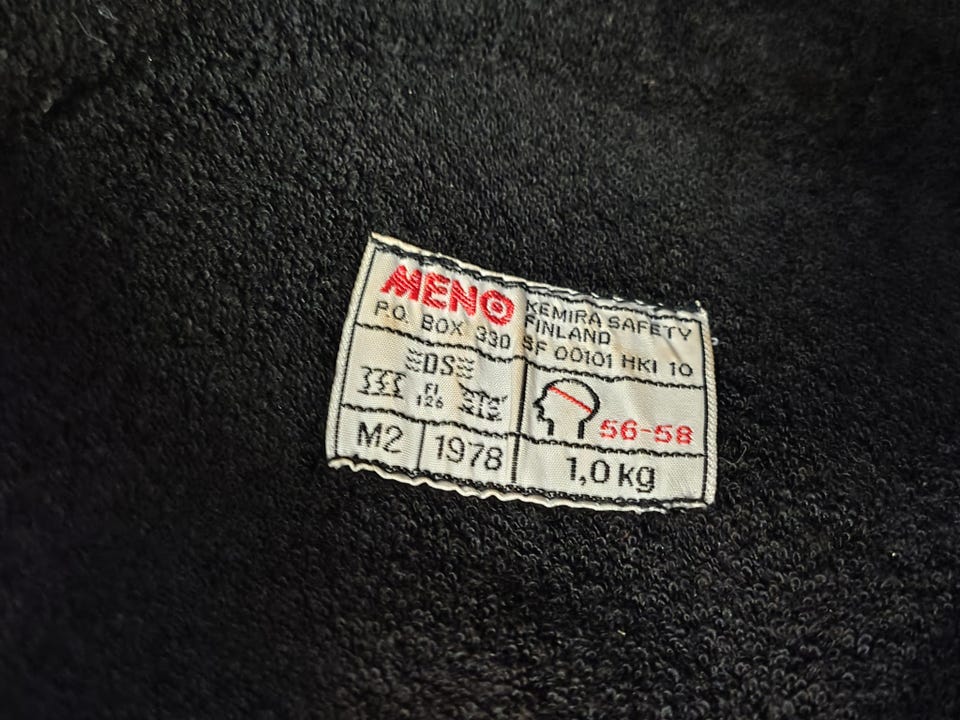 MENO
KEMIRA SAFETY
FINLAND
P.O. BOX 330 SF 00101 HKI 10
DS
FI
126
56-58
M2
1978
1,0 kg